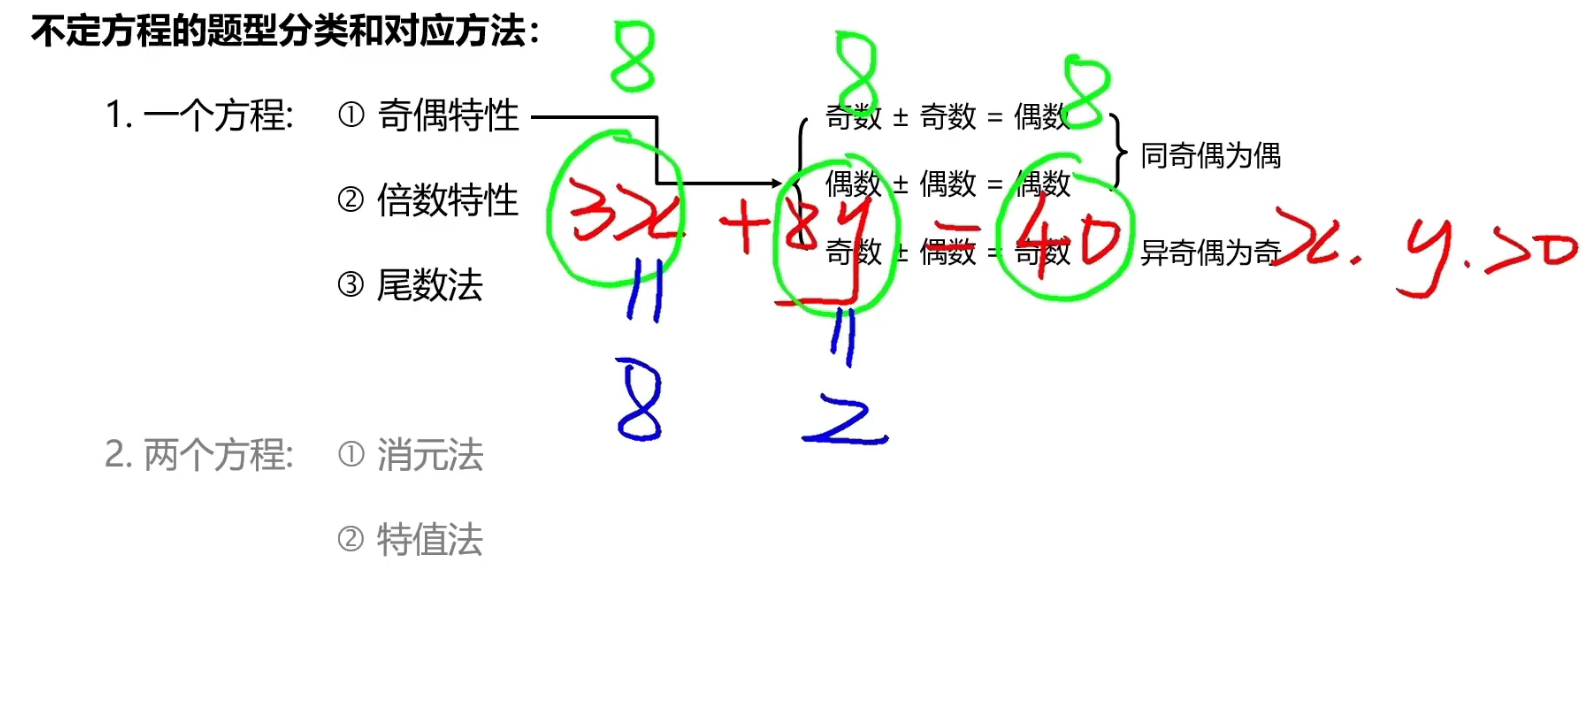 不定方程的题型分类和对应方法：
8 8 8
1. 一个方程: ① 奇偶特性
奇数 ± 奇数 = 偶数
偶数 ± 偶数 = 偶数
同奇偶为偶
② 倍数特性
奇数 ± 偶数 = 奇数
异奇偶为奇
3x + 8y = 40 x. y. >0
③ 尾数法
= =
8 2
2. 两个方程: ① 消元法
② 特值法